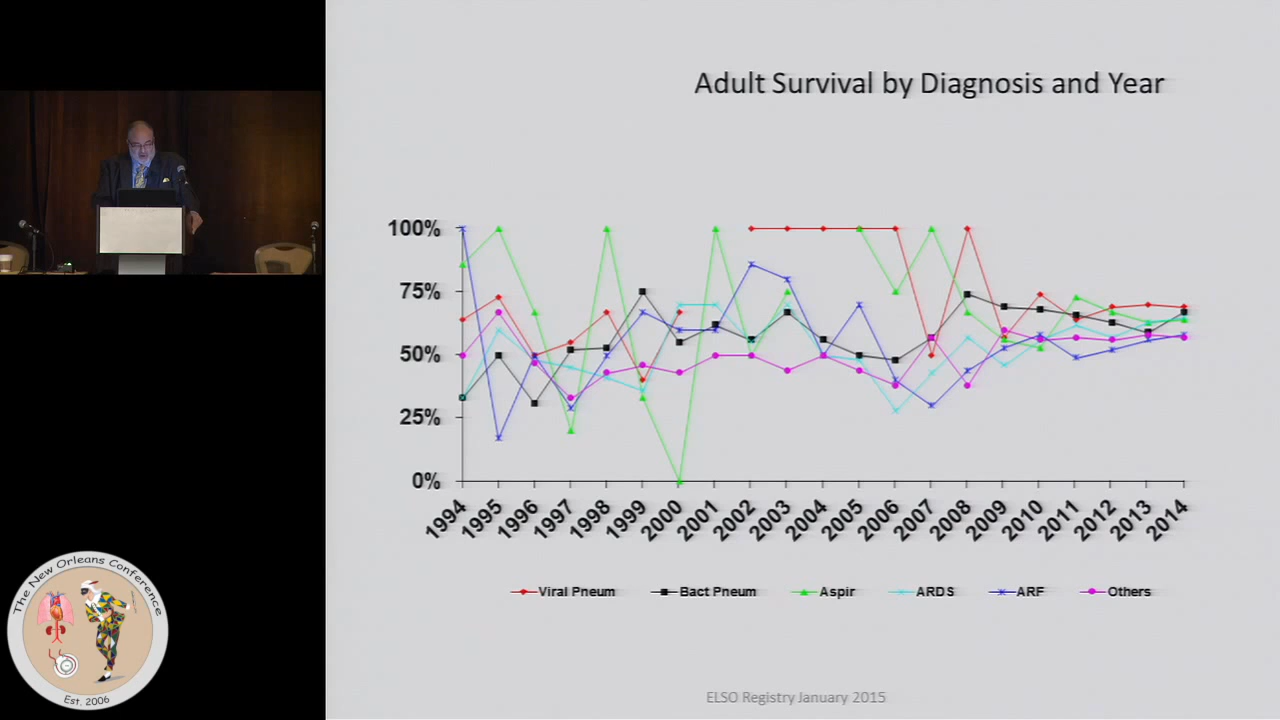 Adult Survival by Diagnosis and Year
100%
75%
50%
25%
0%
1994 1995 1996 1997 1998 1999 2000 2001 2002 2003 2004 2005 2006 2007 2008 2009 2010 2011 2012 2013 2014
Viral Pneum Bact Pneum Aspir ARDS ARF Others
ELSO Registry January 2015
The New Orleans Conference
Est. 2006